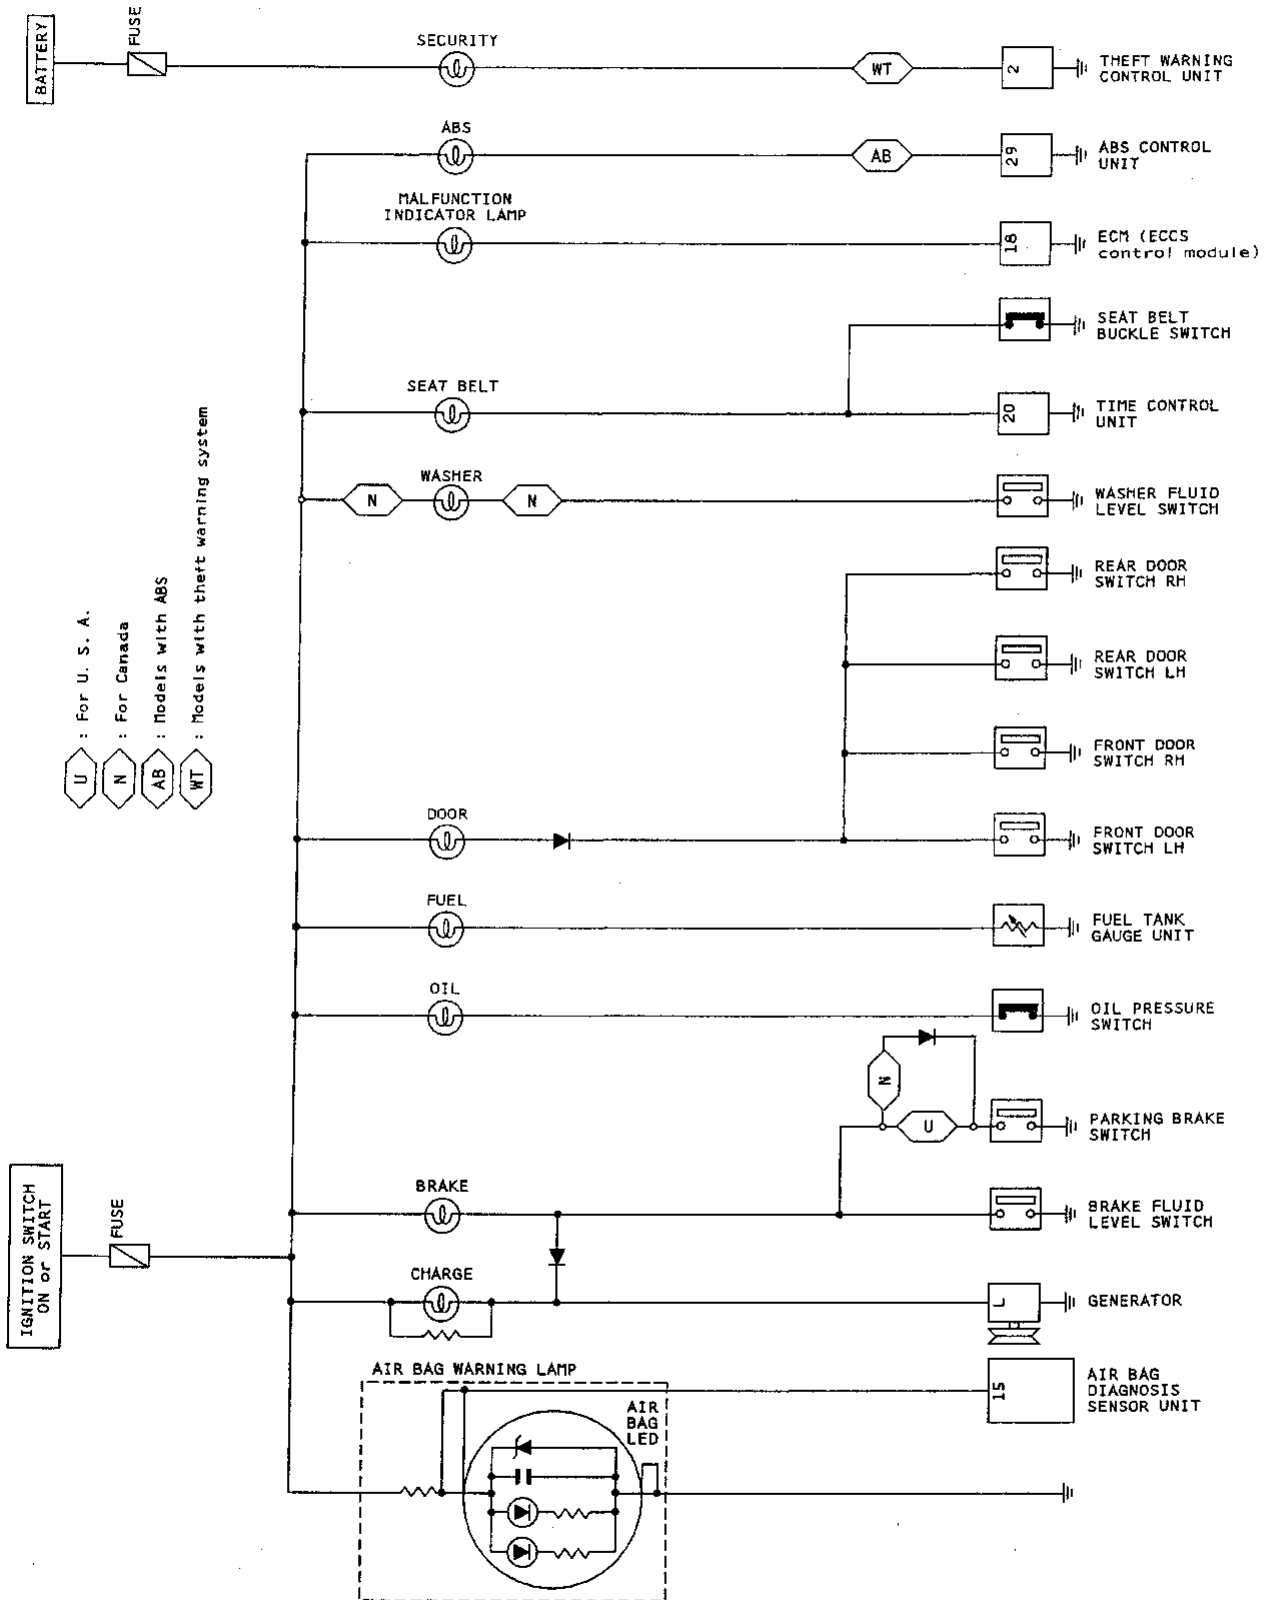 BATTERY
FUSE
SECURITY
WT
2
THEFT WARNING
CONTROL UNIT
ABS
AB
29
ABS CONTROL
UNIT
MALFUNCTION
INDICATOR LAMP
18
ECM (ECCS
control module)
SEAT BELT
BUCKLE SWITCH
SEAT BELT
20
TIME CONTROL
UNIT
N
WASHER
N
WASHER FLUID
LEVEL SWITCH
REAR DOOR
SWITCH RH
REAR DOOR
SWITCH LH
FRONT DOOR
SWITCH RH
U : For U. S. A.
N : For Canada
AB : Models with ABS
WT : Models with theft warning system
DOOR
FRONT DOOR
SWITCH LH
FUEL
FUEL TANK
GAUGE UNIT
OIL
OIL PRESSURE
SWITCH
N
U
PARKING BRAKE
SWITCH
IGNITION SWITCH
ON or START
FUSE
BRAKE
BRAKE FLUID
LEVEL SWITCH
CHARGE
L
GENERATOR
AIR BAG WARNING LAMP
15
AIR BAG
DIAGNOSIS
SENSOR UNIT
AIR
BAG
LED